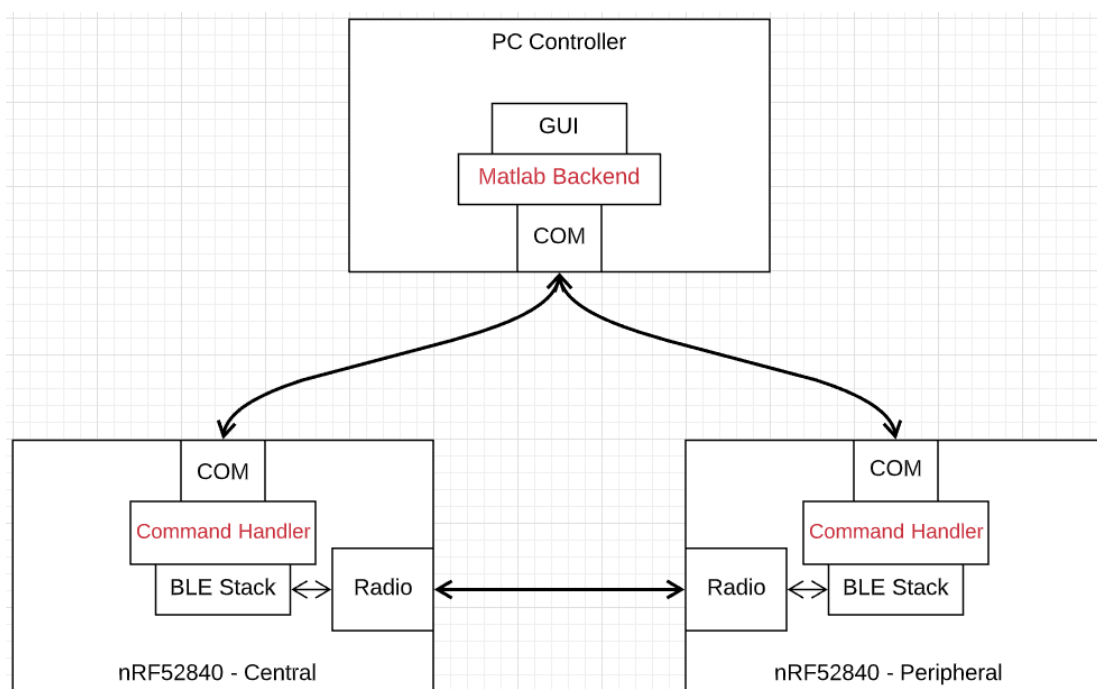 PC Controller
GUI
Matlab Backend
COM
COM
Command Handler
BLE Stack
Radio
nRF52840 - Central
COM
Command Handler
Radio
BLE Stack
nRF52840 - Peripheral